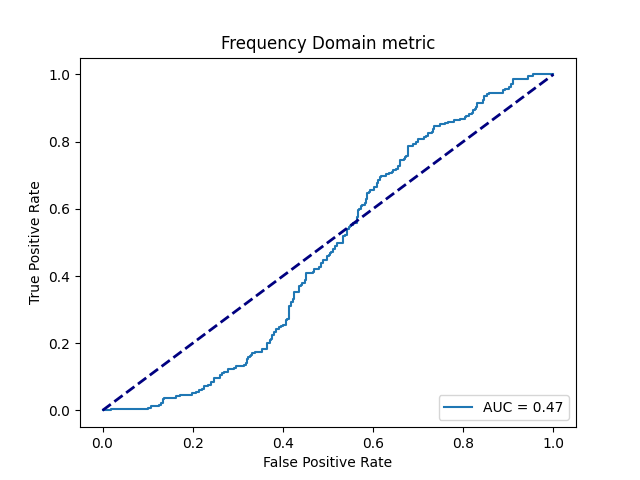 Frequency Domain metric
True Positive Rate
1.0
0.8
0.6
0.4
0.2
0.0
AUC = 0.47
0.0 0.2 0.4 0.6 0.8 1.0
False Positive Rate